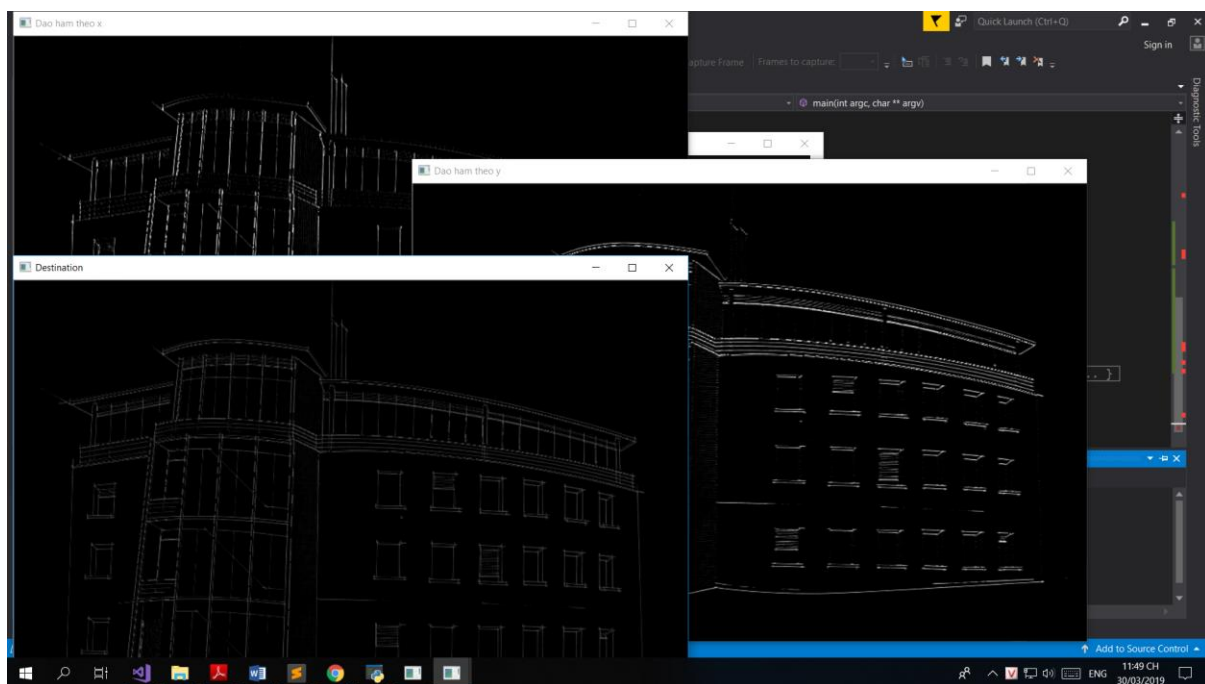 Dao ham theo x
Quick Launch (Ctrl+Q)
Sign in
apture Frame
Frames to capture:
main(int argc, char ** argv)
Diagnostic Tools
Dao ham theo y
Destination
.. }
Add to Source Control
ENG
11:49 CH
30/03/2019